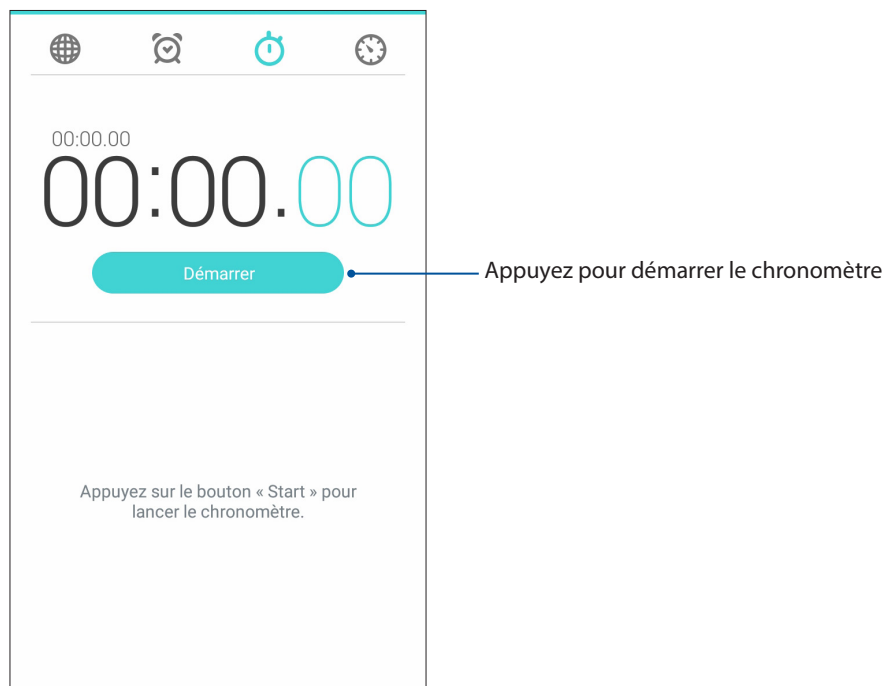 00:00.00
00:00.00
Démarrer
Appuyez pour démarrer le chronomètre
Appuyez sur le bouton « Start » pour
lancer le chronomètre.